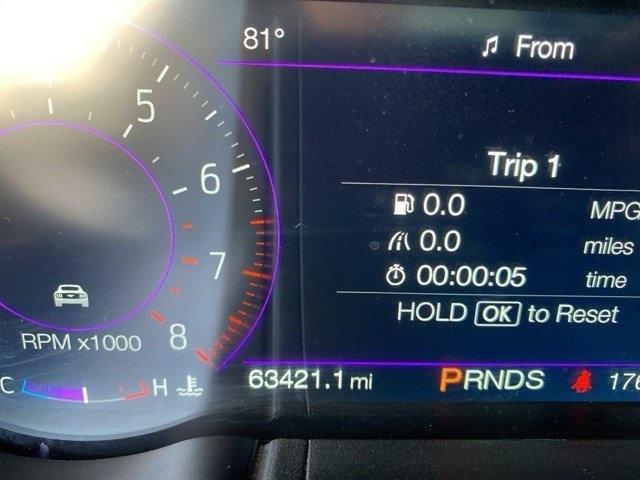 81°
From
5
6
7
8
RPM x1000
C
H
Trip 1
0.0 MPG
0.0 miles
00:00:05 time
HOLD OK to Reset
63421.1 mi
PRNDS
176